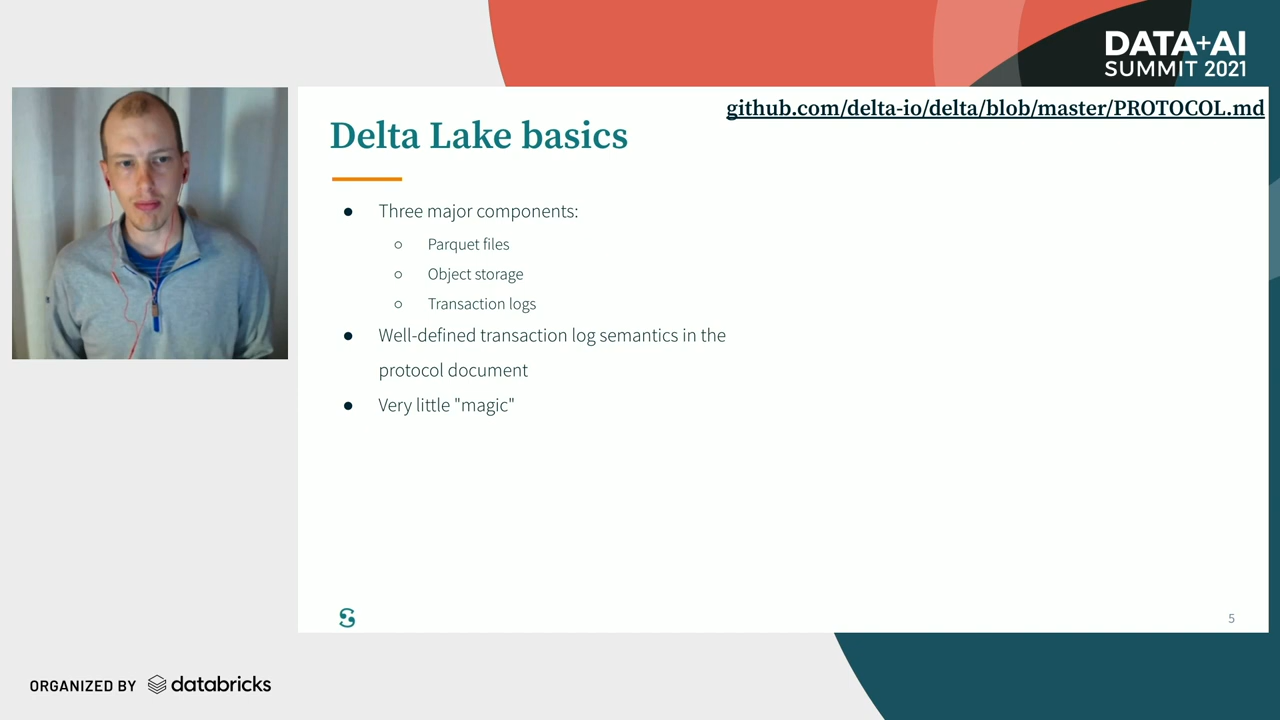 DATA+AI
SUMMIT 2021
github.com/delta-io/delta/blob/master/PROTOCOL.md
Delta Lake basics
● Three major components:
○ Parquet files
○ Object storage
○ Transaction logs
● Well-defined transaction log semantics in the
protocol document
● Very little "magic"
5
ORGANIZED BY databricks